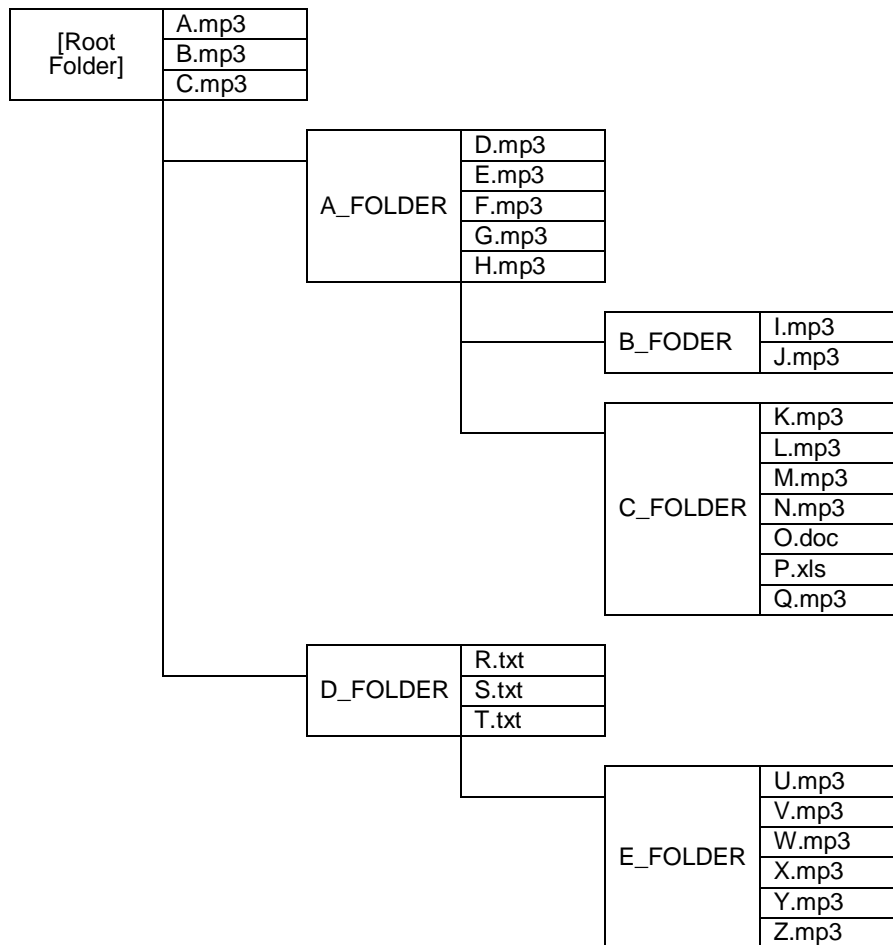 [Root
Folder]
A.mp3
B.mp3
C.mp3
A_FOLDER
D.mp3
E.mp3
F.mp3
G.mp3
H.mp3
B_FODER
I.mp3
J.mp3
C_FOLDER
K.mp3
L.mp3
M.mp3
N.mp3
O.doc
P.xls
Q.mp3
D_FOLDER
R.txt
S.txt
T.txt
E_FOLDER
U.mp3
V.mp3
W.mp3
X.mp3
Y.mp3
Z.mp3